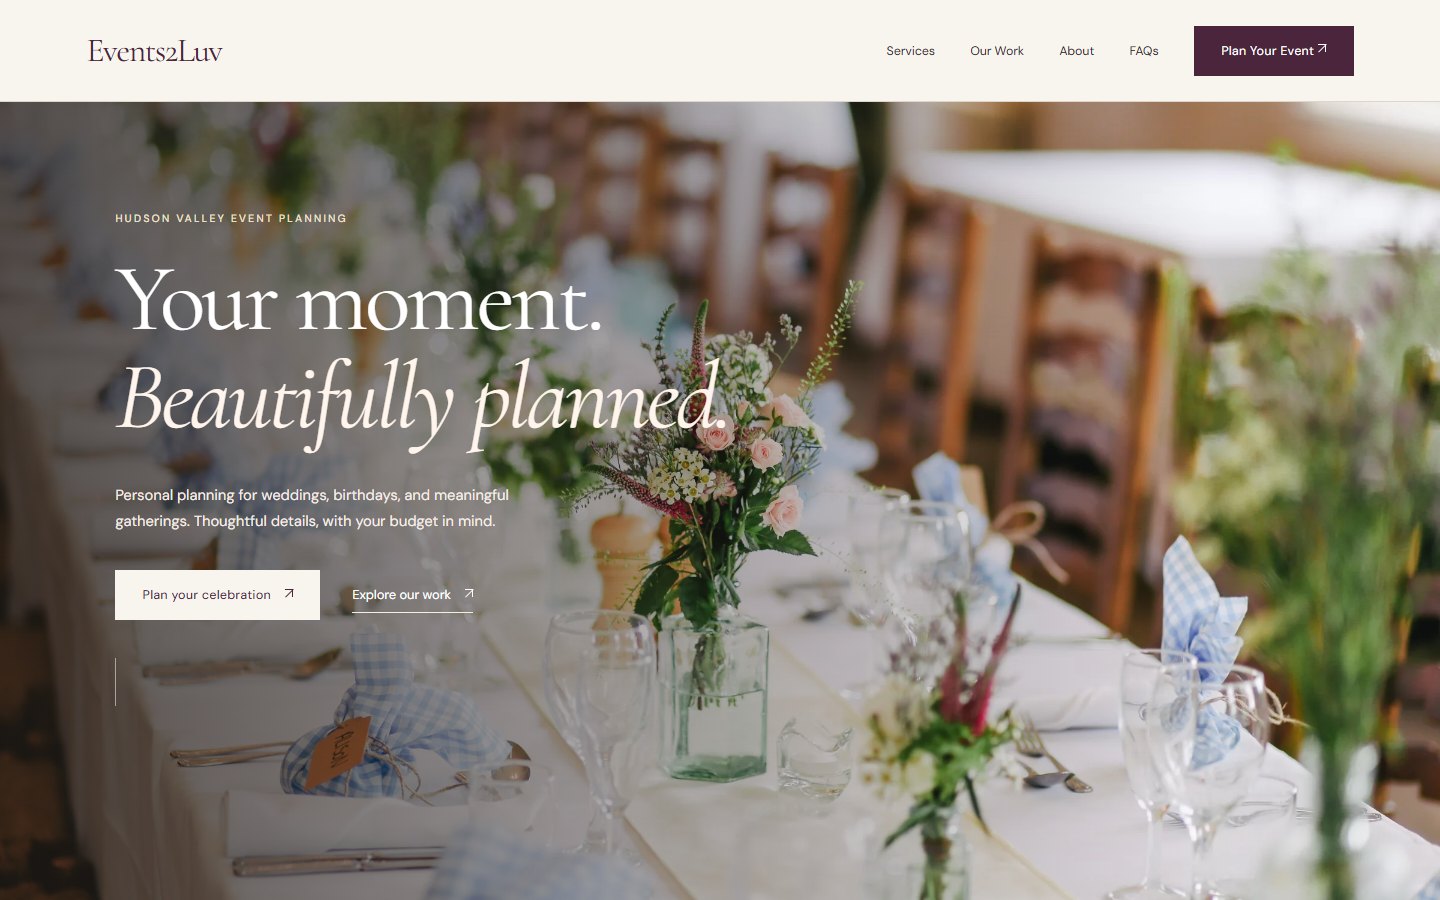 Events2Luv
Services
Our Work
About
FAQs
Plan Your Event
HUDSON VALLEY EVENT PLANNING
Your moment.
Beautifully planned.
Personal planning for weddings, birthdays, and meaningful
gatherings. Thoughtful details, with your budget in mind.
Plan your celebration
Explore our work